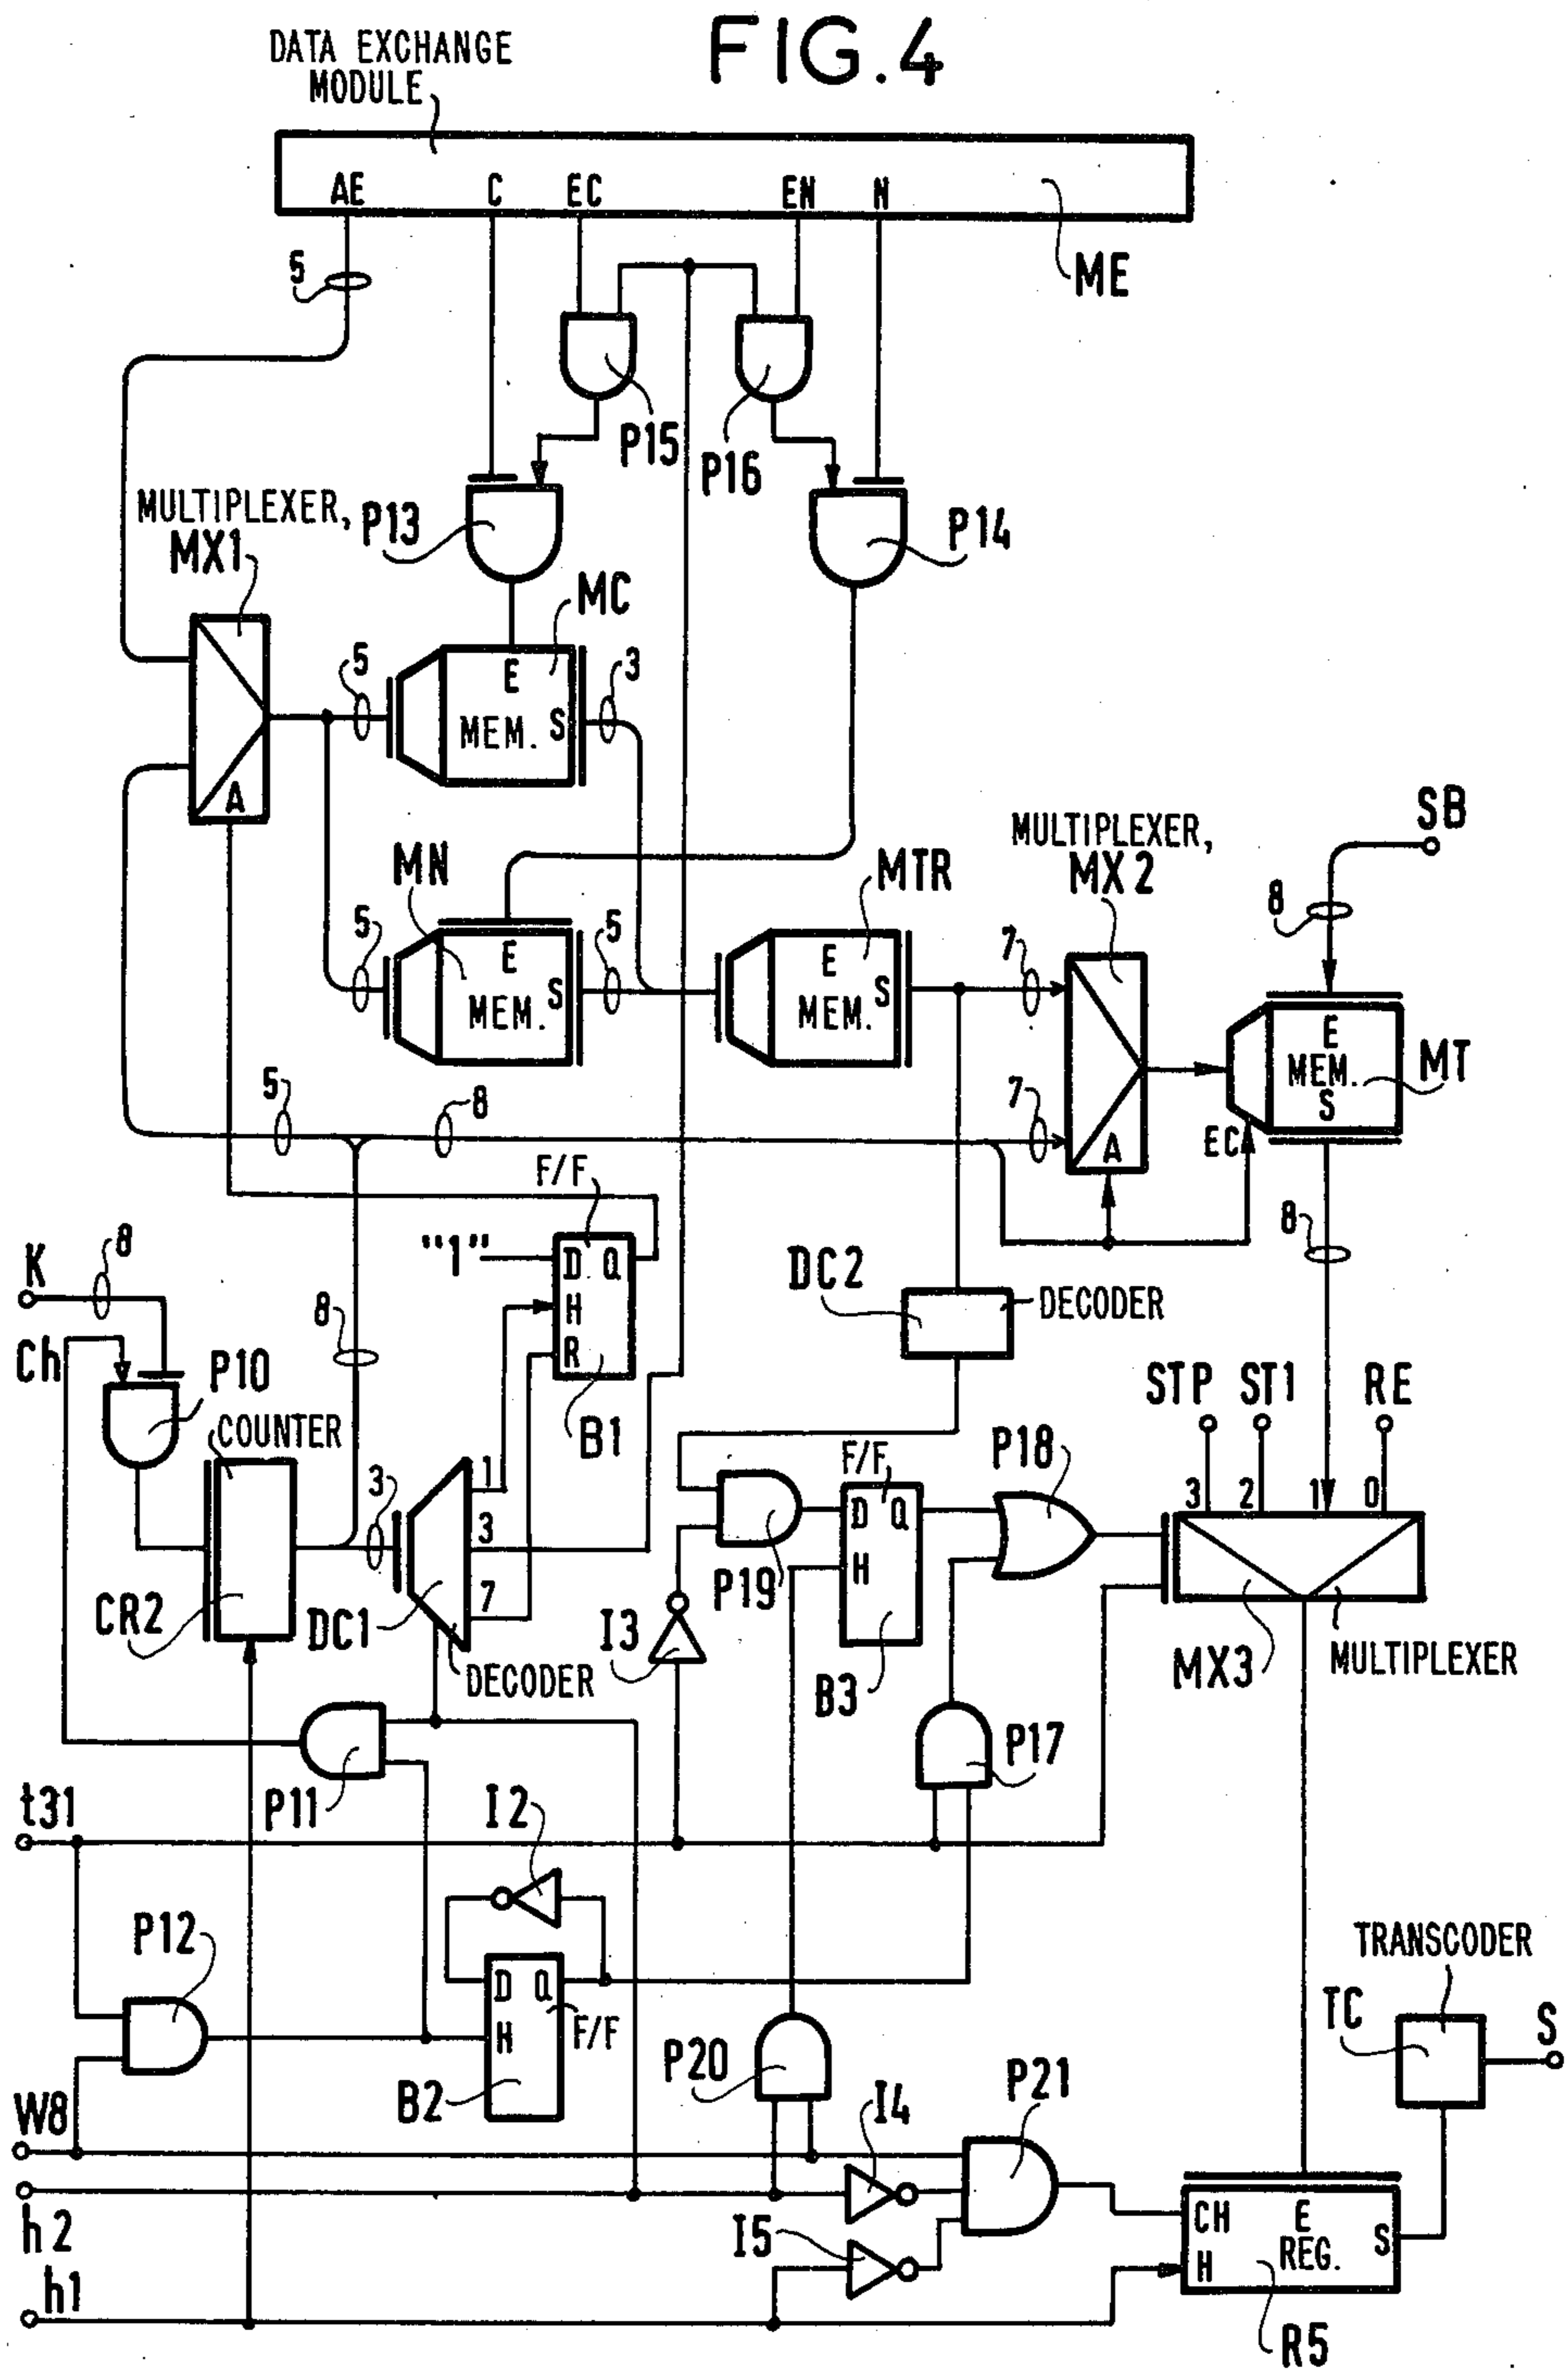 FIG.4
DATA EXCHANGE
MODULE
AE C EC EN N
5
ME
P15
P16
MULTIPLEXER,
MX1
P13
P14
MC
5
3
E
MEM. S
A
MN
MTR
MULTIPLEXER,
MX2
SB
8
5
5
E
MEM. S
E
MEM. S
7
E
MEM.
S
MT
5
8
7
A
EC
F/F
"1"
D Q
H
R
B1
8
K
8
Ch
P10
8
DC2
DECODER
STP ST1 RE
COUNTER
3
1
3
7
CR2
DC1
DECODER
F/F
P18
D Q
H
P19
I3
B3
3 2 1 0
MX3
MULTIPLEXER
P11
P17
t31
I2
P12
D Q
F/F
H
B2
TRANSCODER
TC
S
P20
P21
W8
I4
h2
I5
CH E
REG. S
H
h1
R5